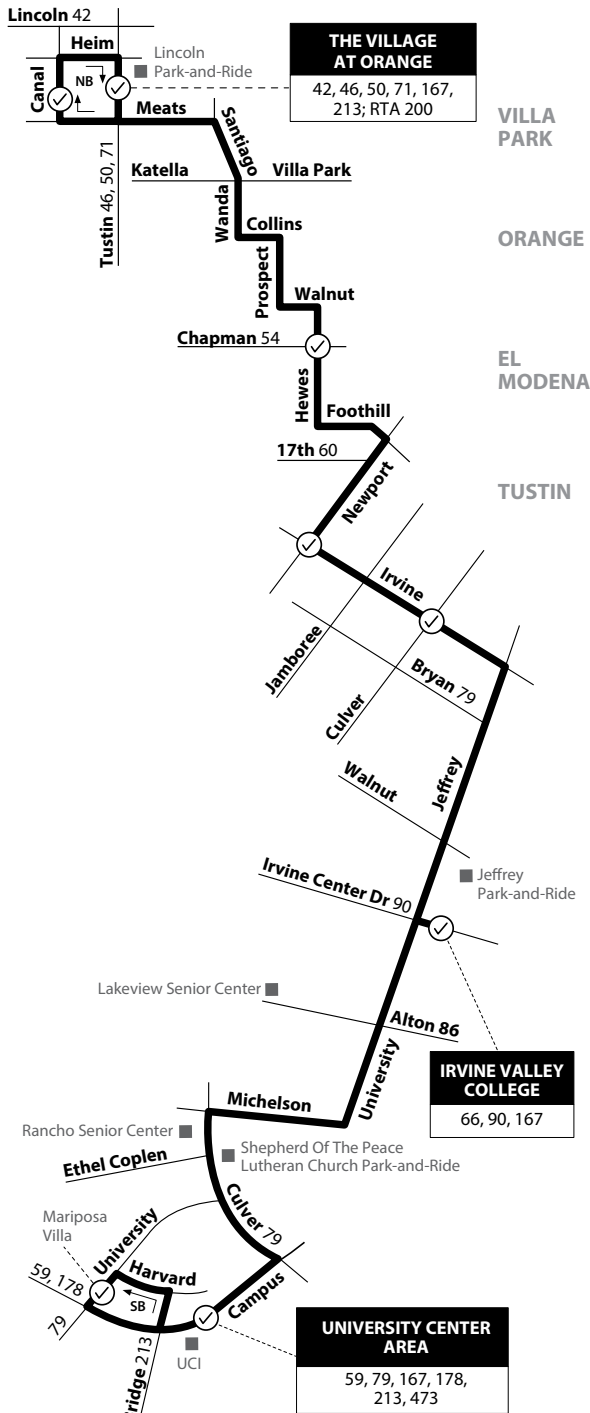 Lincoln 42
Heim
Lincoln
Park-and-Ride
Canal
NB
THE VILLAGE
AT ORANGE
42, 46, 50, 71, 167,
213; RTA 200
Meats
VILLA
PARK
Santiago
Tustin 46, 50, 71
Katella
Villa Park
Wanda
Collins
ORANGE
Prospect
Walnut
Chapman 54
EL
MODENA
Hewes
Foothill
17th 60
Newport
TUSTIN
Irvine
Jamboree
Culver
Bryan 79
Walnut
Jeffrey
Jeffrey
Park-and-Ride
Irvine Center Dr 90
Lakeview Senior Center
Alton 86
University
IRVINE VALLEY
COLLEGE
66, 90, 167
Michelson
Rancho Senior Center
Shepherd Of The Peace
Lutheran Church Park-and-Ride
Ethel Coplen
Culver 79
Mariposa
Villa
University
Harvard
59, 178
SB
Campus
79
UCI
213
UNIVERSITY CENTER
AREA
59, 79, 167, 178,
213, 473